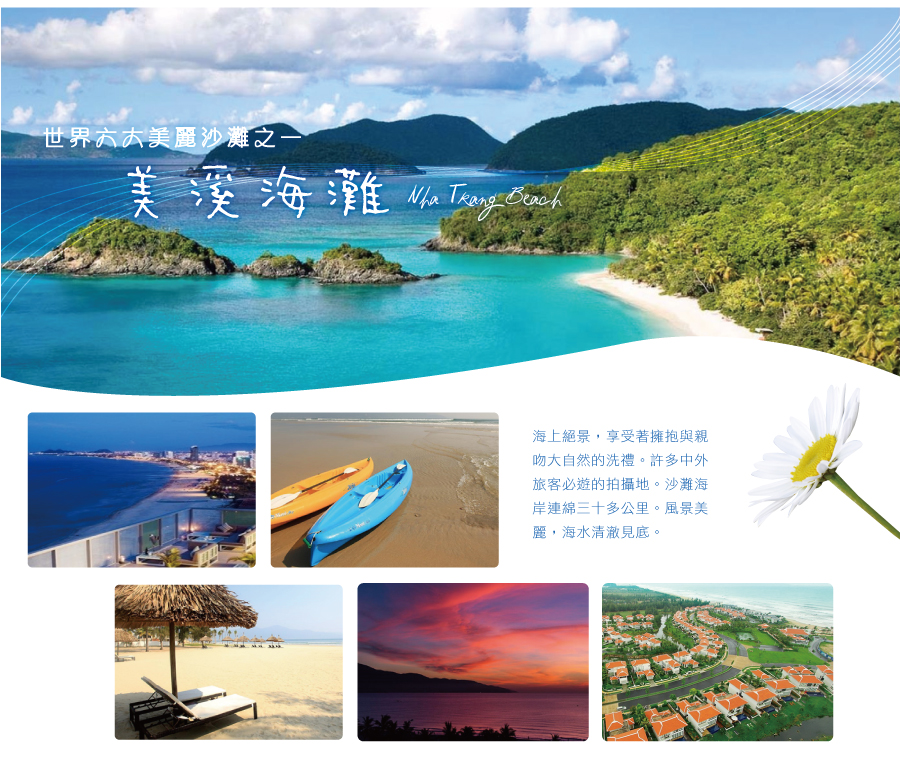 世界六大美麗沙灘之一
美溪海灘 Nha Trang Beach
海上絕景，享受著擁抱與親
吻大自然的洗禮。許多中外
旅客必遊的拍攝地。沙灘海
岸連綿三十多公里。風景美
麗，海水清澈見底。